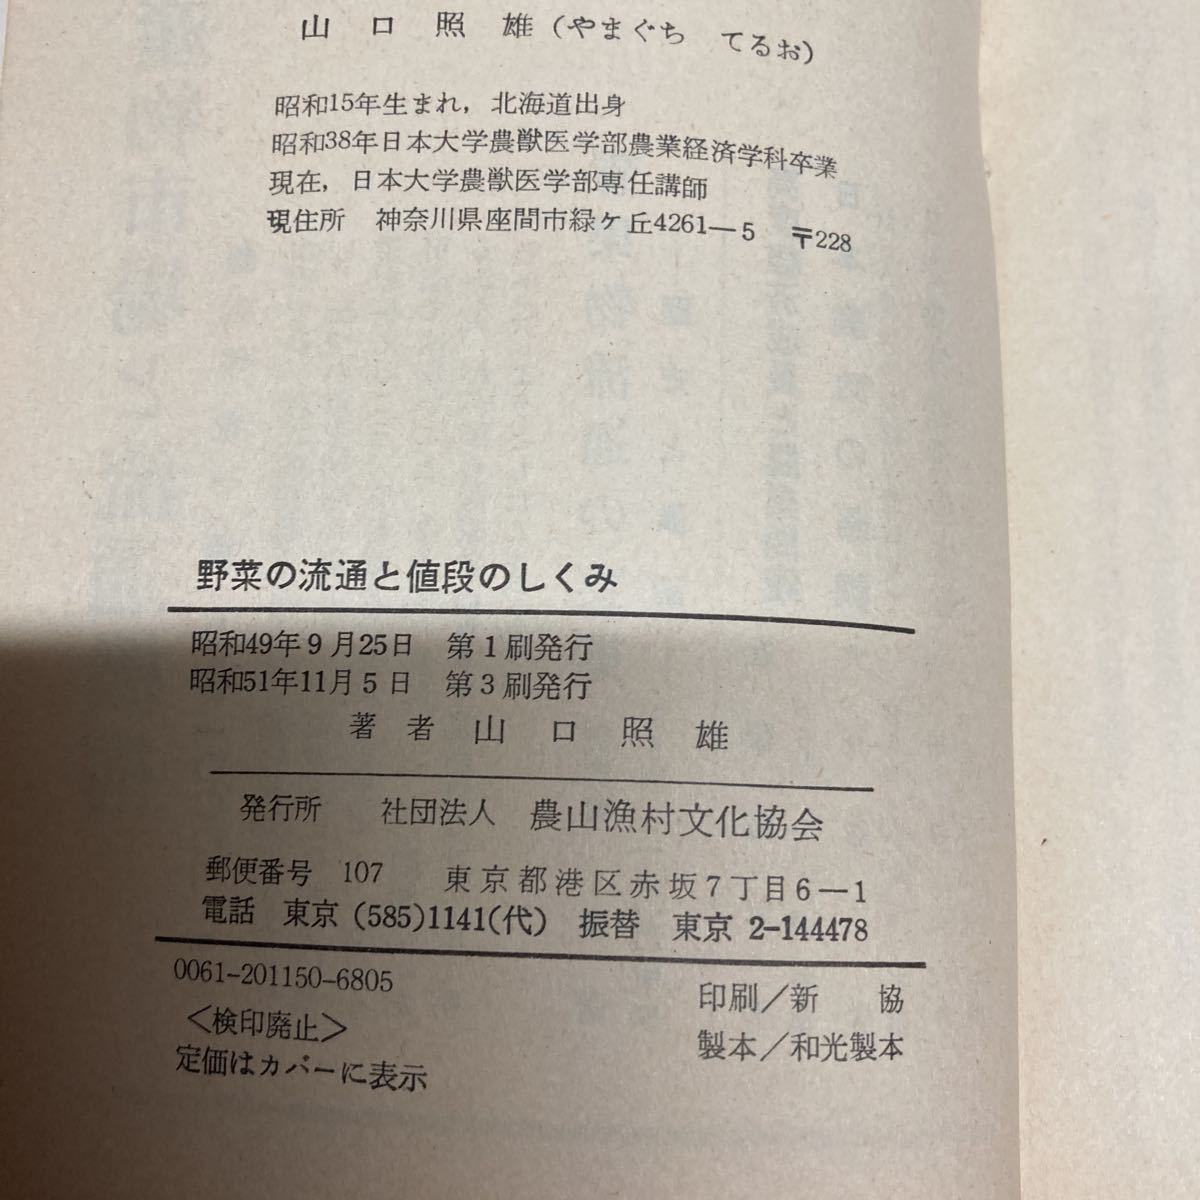 山口照雄(やまぐち てるお)
昭和15年生まれ，北海道出身
昭和38年日本大学農獣医学部農業経済学科卒業
現在，日本大学農獣医学部専任講師
現住所 神奈川県座間市緑ケ丘4261―5 〒228
野菜の流通と値段のしくみ
昭和49年9月25日 第1刷発行
昭和51年11月5日 第3刷発行
著者 山口照雄
発行所 社団法人 農山漁村文化協会
郵便番号 107 東京都港区赤坂7丁目6―1
電話 東京(585)1141(代) 振替 東京 2-144478
0061-201150-6805
＜検印廃止＞
定価はカバーに表示
印刷／新 協
製本／和光製本